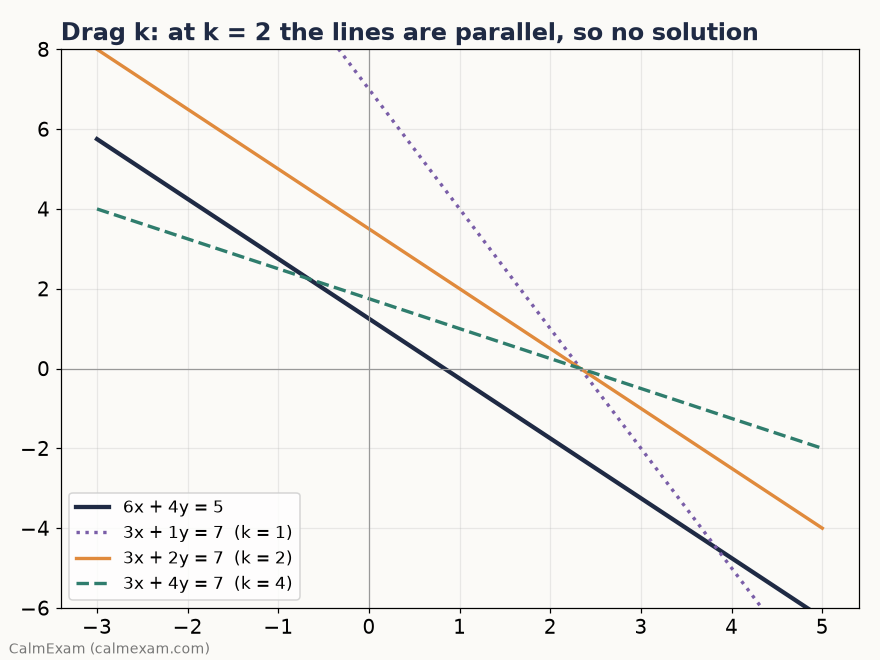 Drag k: at k = 2 the lines are parallel, so no solution
8
6
4
2
0
−2
−4
−6
6x + 4y = 5
3x + 1y = 7 (k = 1)
3x + 2y = 7 (k = 2)
3x + 4y = 7 (k = 4)
−3 −2 −1 0 1 2 3 4 5
CalmExam (calmexam.com)